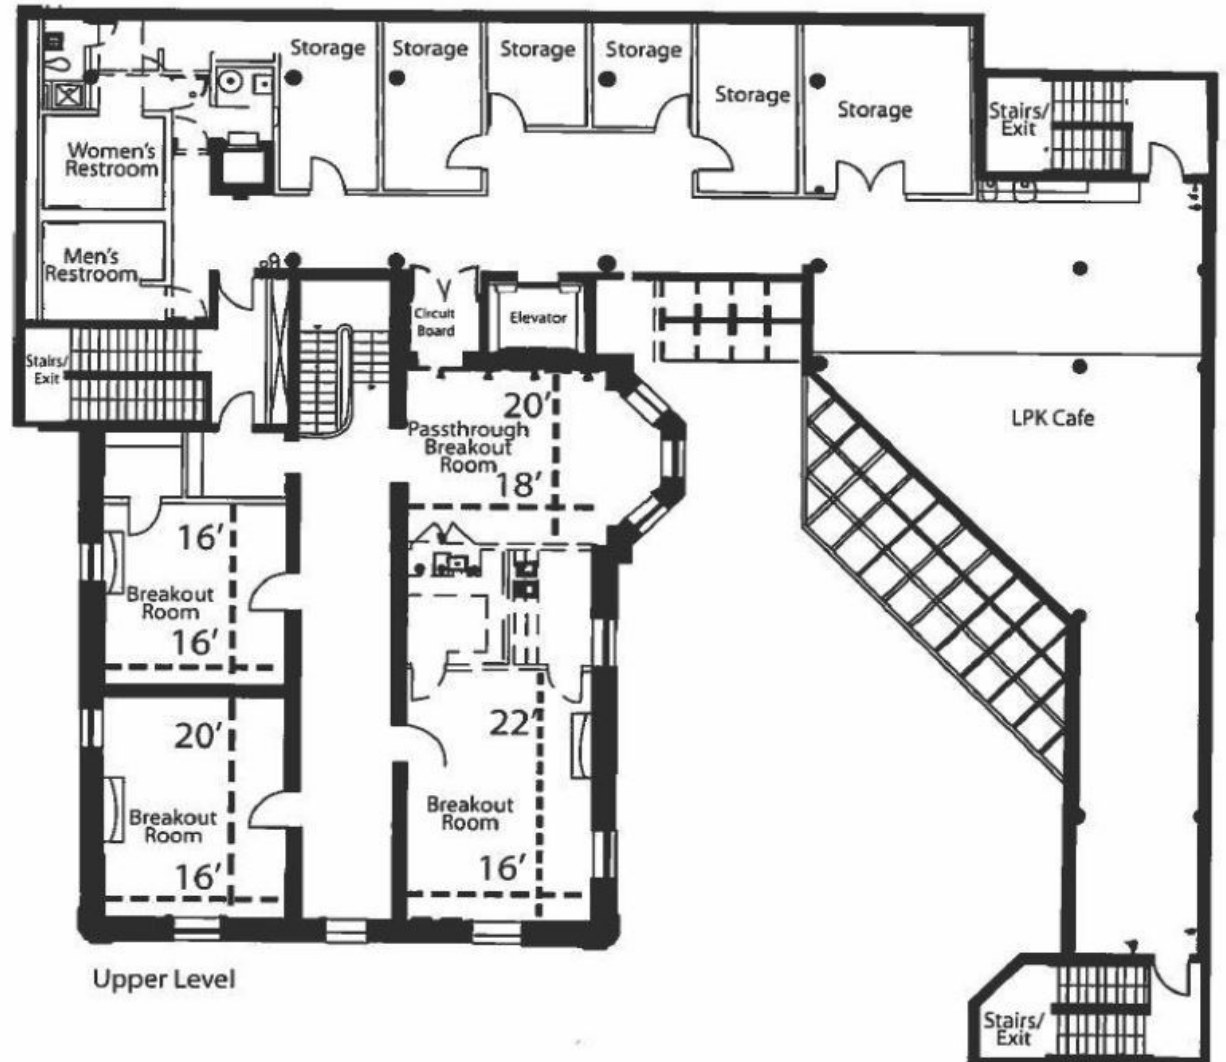 Storage
Storage
Storage
Storage
Storage
Storage
Stairs/
Exit
Women's
Restroom
Men's
Restroom
Circuit
Board
Elevator
Stairs/
Exit
LPK Cafe
20'
Passthrough
Breakout
Room
18'
16'
Breakout
Room
16'
20'
Breakout
Room
16'
22'
Breakout
Room
16'
Upper Level
Stairs/
Exit